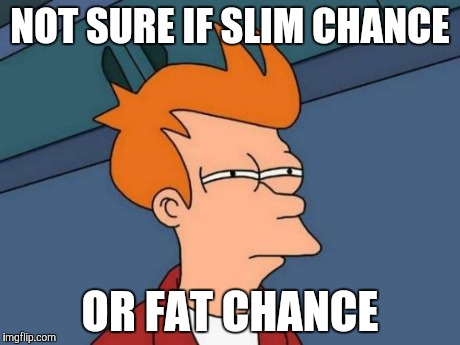 NOT SURE IF SLIM CHANCE
OR FAT CHANCE
imgflip.com